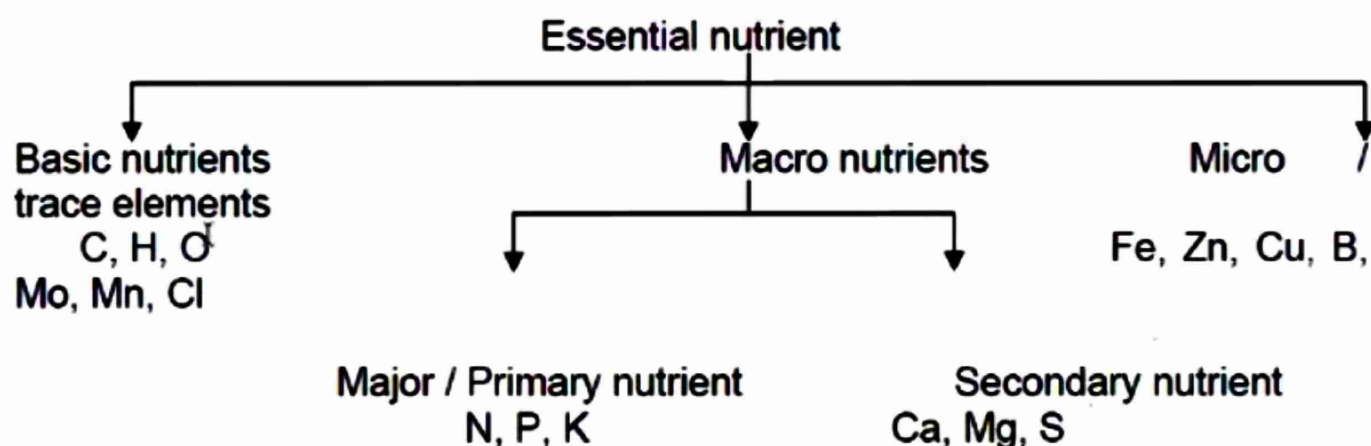 Essential nutrient
Basic nutrients Macro nutrients Micro /
trace elements
C, H, O Fe, Zn, Cu, B,
Mo, Mn, Cl
Major / Primary nutrient Secondary nutrient
N, P, K Ca, Mg, S